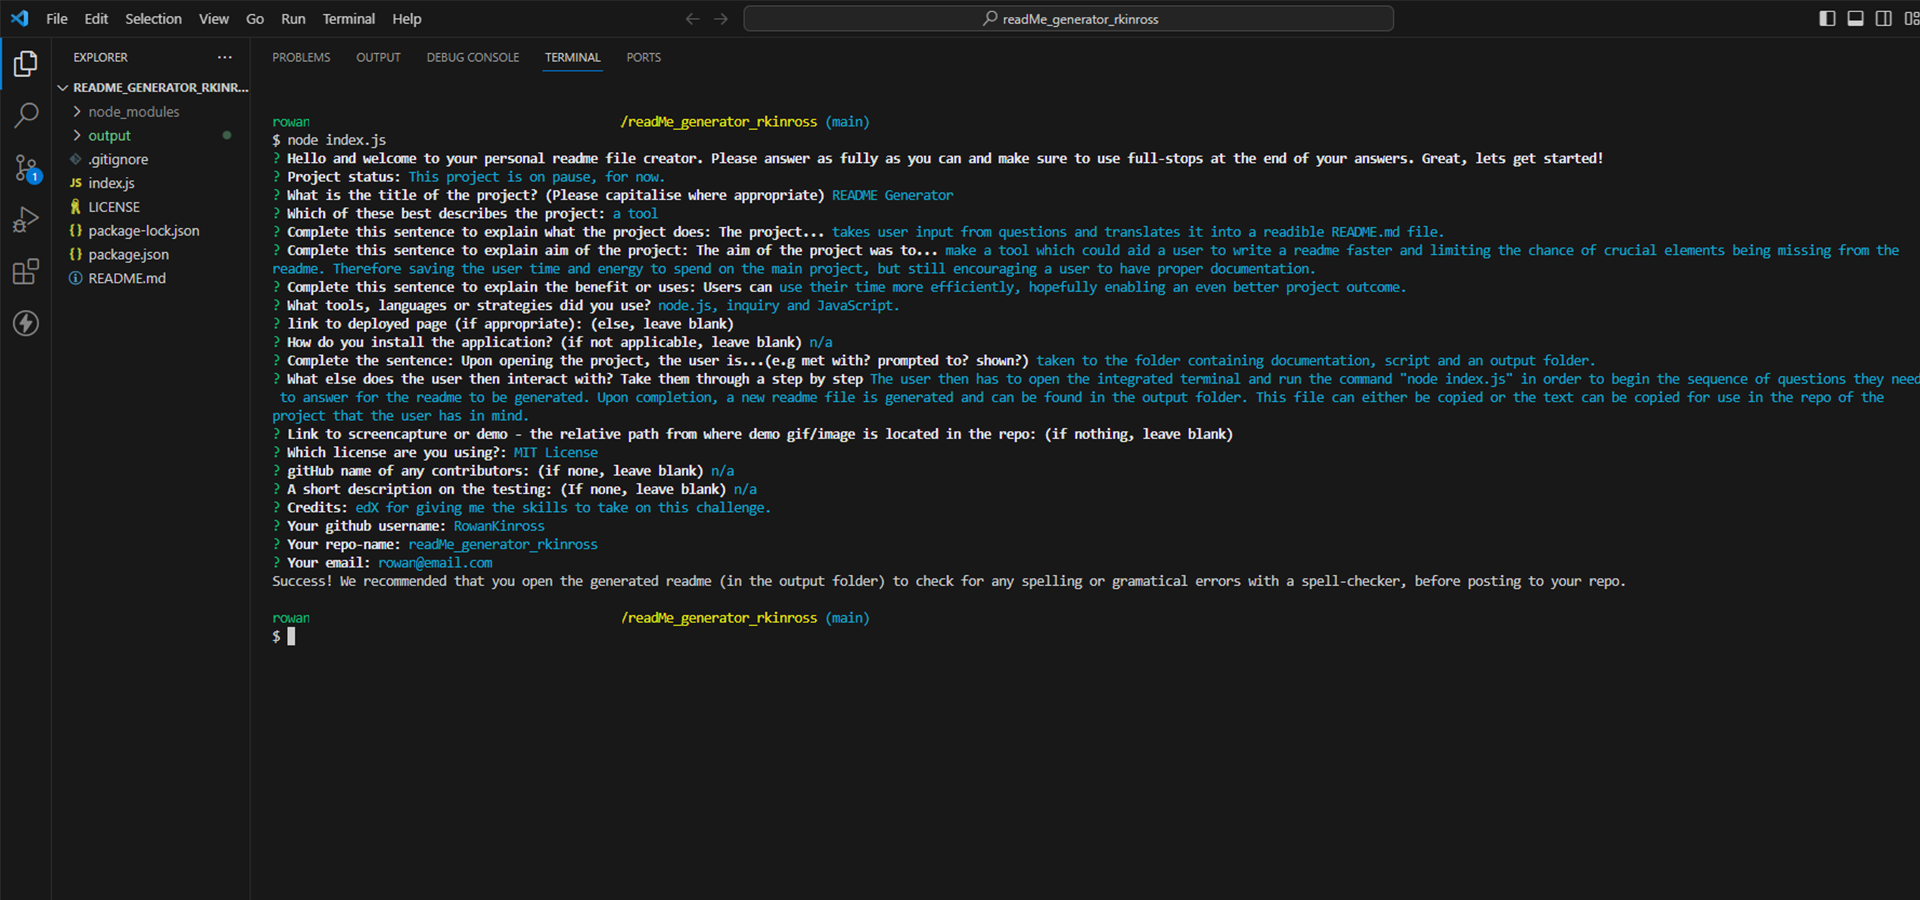 File Edit Selection View Go Run Terminal Help
readMe_generator_rkinross
EXPLORER
README_GENERATOR_RKINR...
node_modules
output
.gitignore
JS index.js
LICENSE
{} package-lock.json
{} package.json
README.md
1
PROBLEMS OUTPUT DEBUG CONSOLE TERMINAL PORTS
rowan /readMe_generator_rkinross (main)
$ node index.js
? Hello and welcome to your personal readme file creator. Please answer as fully as you can and make sure to use full-stops at the end of your answers. Great, lets get started!
? Project status: This project is on pause, for now.
? What is the title of the project? (Please capitalise where appropriate) README Generator
? Which of these best describes the project: a tool
? Complete this sentence to explain what the project does: The project... takes user input from questions and translates it into a readible README.md file.
? Complete this sentence to explain aim of the project: The aim of the project was to... make a tool which could aid a user to write a readme faster and limiting the chance of crucial elements being missing from the
readme. Therefore saving the user time and energy to spend on the main project, but still encouraging a user to have proper documentation.
? Complete this sentence to explain the benefit or uses: Users can use their time more efficiently, hopefully enabling an even better project outcome.
? What tools, languages or strategies did you use? node.js, inquiry and JavaScript.
? link to deployed page (if appropriate): (else, leave blank)
? How do you install the application? (if not applicable, leave blank) n/a
? Complete the sentence: Upon opening the project, the user is...(e.g met with? prompted to? shown?) taken to the folder containing documentation, script and an output folder.
? What else does the user then interact with? Take them through a step by step The user then has to open the integrated terminal and run the command "node index.js" in order to begin the sequence of questions they need
to answer for the readme to be generated. Upon completion, a new readme file is generated and can be found in the output folder. This file can either be copied or the text can be copied for use in the repo of the
project that the user has in mind.
? Link to screencapture or demo - the relative path from where demo gif/image is located in the repo: (if nothing, leave blank)
? Which license are you using?: MIT License
? gitHub name of any contributors: (if none, leave blank) n/a
? A short description on the testing: (If none, leave blank) n/a
? Credits: edX for giving me the skills to take on this challenge.
? Your github username: RowanKinross
? Your repo-name: readMe_generator_rkinross
? Your email: rowan@email.com
Success! We recommended that you open the generated readme (in the output folder) to check for any spelling or gramatical errors with a spell-checker, before posting to your repo.
rowan /readMe_generator_rkinross (main)
$